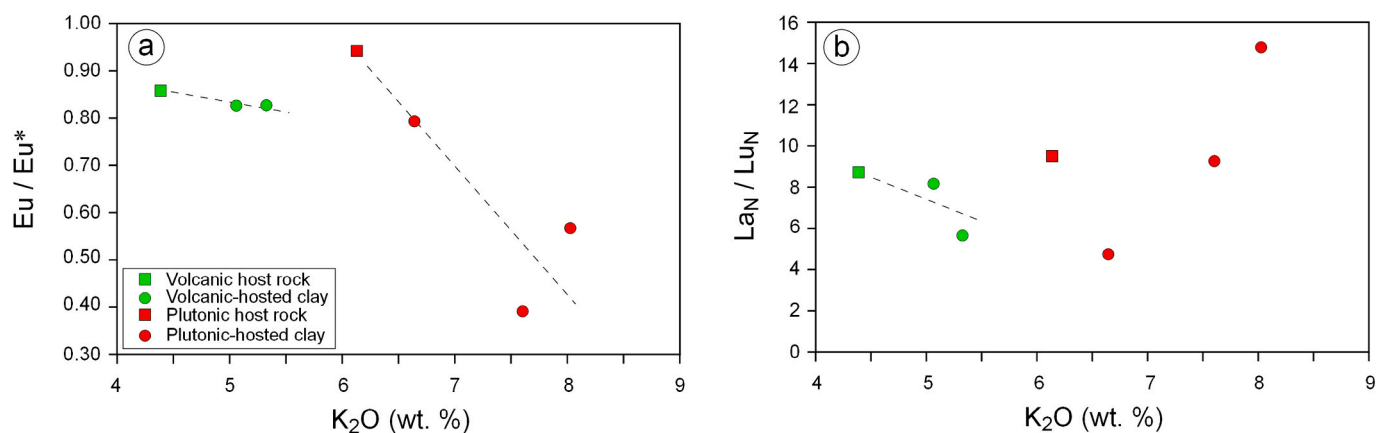 a
1.00
0.90
0.80
0.70
0.60
0.50
0.40
0.30
Eu / Eu*
Volcanic host rock
Volcanic-hosted clay
Plutonic host rock
Plutonic-hosted clay
4 5 6 7 8 9
K₂O (wt. %)
b
16
14
12
10
8
6
4
2
0
Laₙ / Luₙ
4 5 6 7 8 9
K₂O (wt. %)